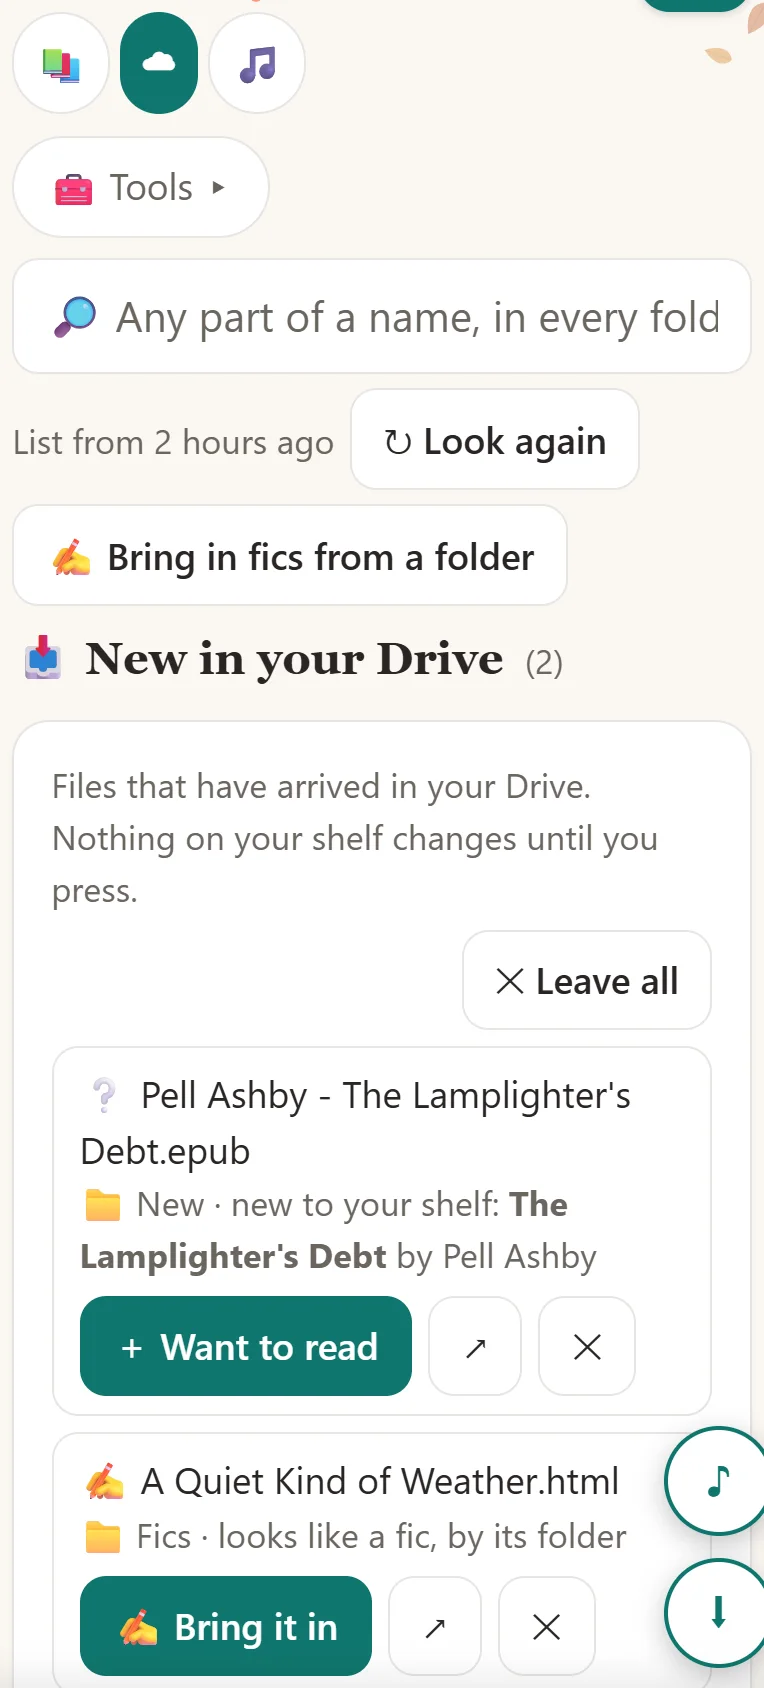 Tools ▸
Any part of a name, in every fold
List from 2 hours ago
↻ Look again
Bring in fics from a folder
New in your Drive (2)
Files that have arrived in your Drive.
Nothing on your shelf changes until you
press.
✕ Leave all
Pell Ashby - The Lamplighter's
Debt.epub
New · new to your shelf: The
Lamplighter's Debt by Pell Ashby
+ Want to read
A Quiet Kind of Weather.html
Fics · looks like a fic, by its folder
Bring it in